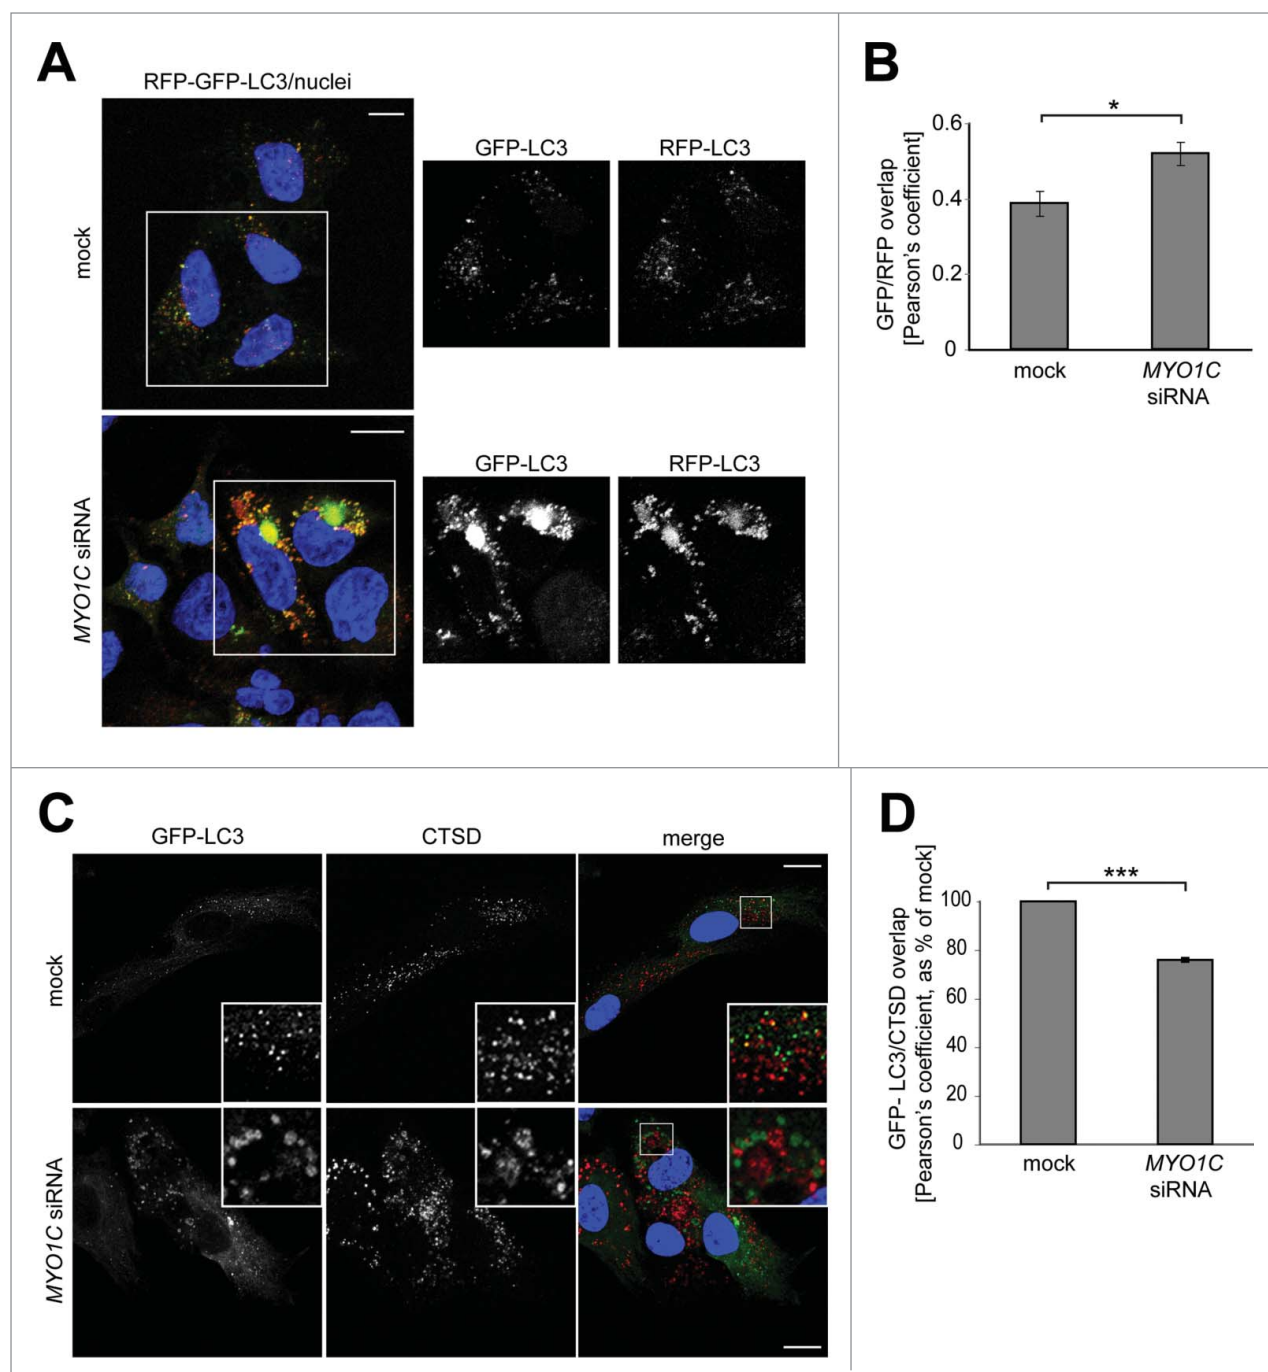 A
RFP-GFP-LC3/nuclei
mock
GFP-LC3
RFP-LC3
MYO1C siRNA
GFP-LC3
RFP-LC3
B
GFP/RFP overlap
[Pearson's coefficient]
*
0.6
0.4
0.2
0
mock
MYO1C
siRNA
C
GFP-LC3
CTSD
merge
mock
MYO1C siRNA
D
GFP- LC3/CTSD overlap
[Pearson's coefficient, as % of mock]
***
100
80
60
40
20
0
mock
MYO1C
siRNA